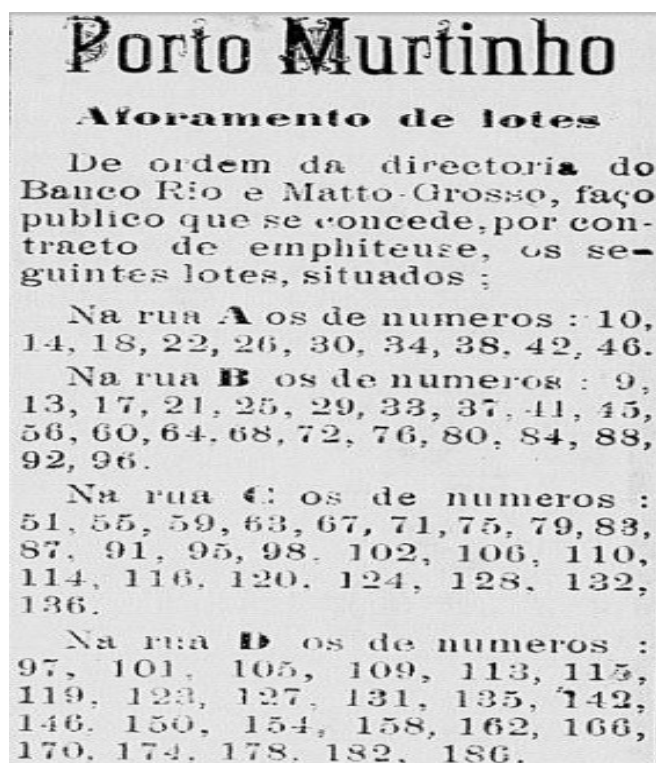 Porto Murtinho
Aforamento de lotes
De ordem da directoria do
Banco Rio e Matto-Grosso, faço
publico que se concede, por con-
tracto de emphiteuse, os se-
guintes lotes, situados :
Na rua A os de numeros : 10,
14, 18, 22, 26, 30, 34, 38, 42, 46.
Na rua B os de numeros : 9,
13, 17, 21, 25, 29, 33, 37, 41, 45,
56, 60, 64, 68, 72, 76, 80, 84, 88,
92, 96.
Na rua C os de numeros :
51, 55, 59, 63, 67, 71, 75, 79, 83,
87, 91, 95, 98, 102, 106, 110,
114, 116, 120, 124, 128, 132,
136.
Na rua D os de numeros :
97, 101, 105, 109, 113, 115,
119, 123, 127, 131, 135, 142,
146, 150, 154, 158, 162, 166,
170, 174, 178, 182, 186.